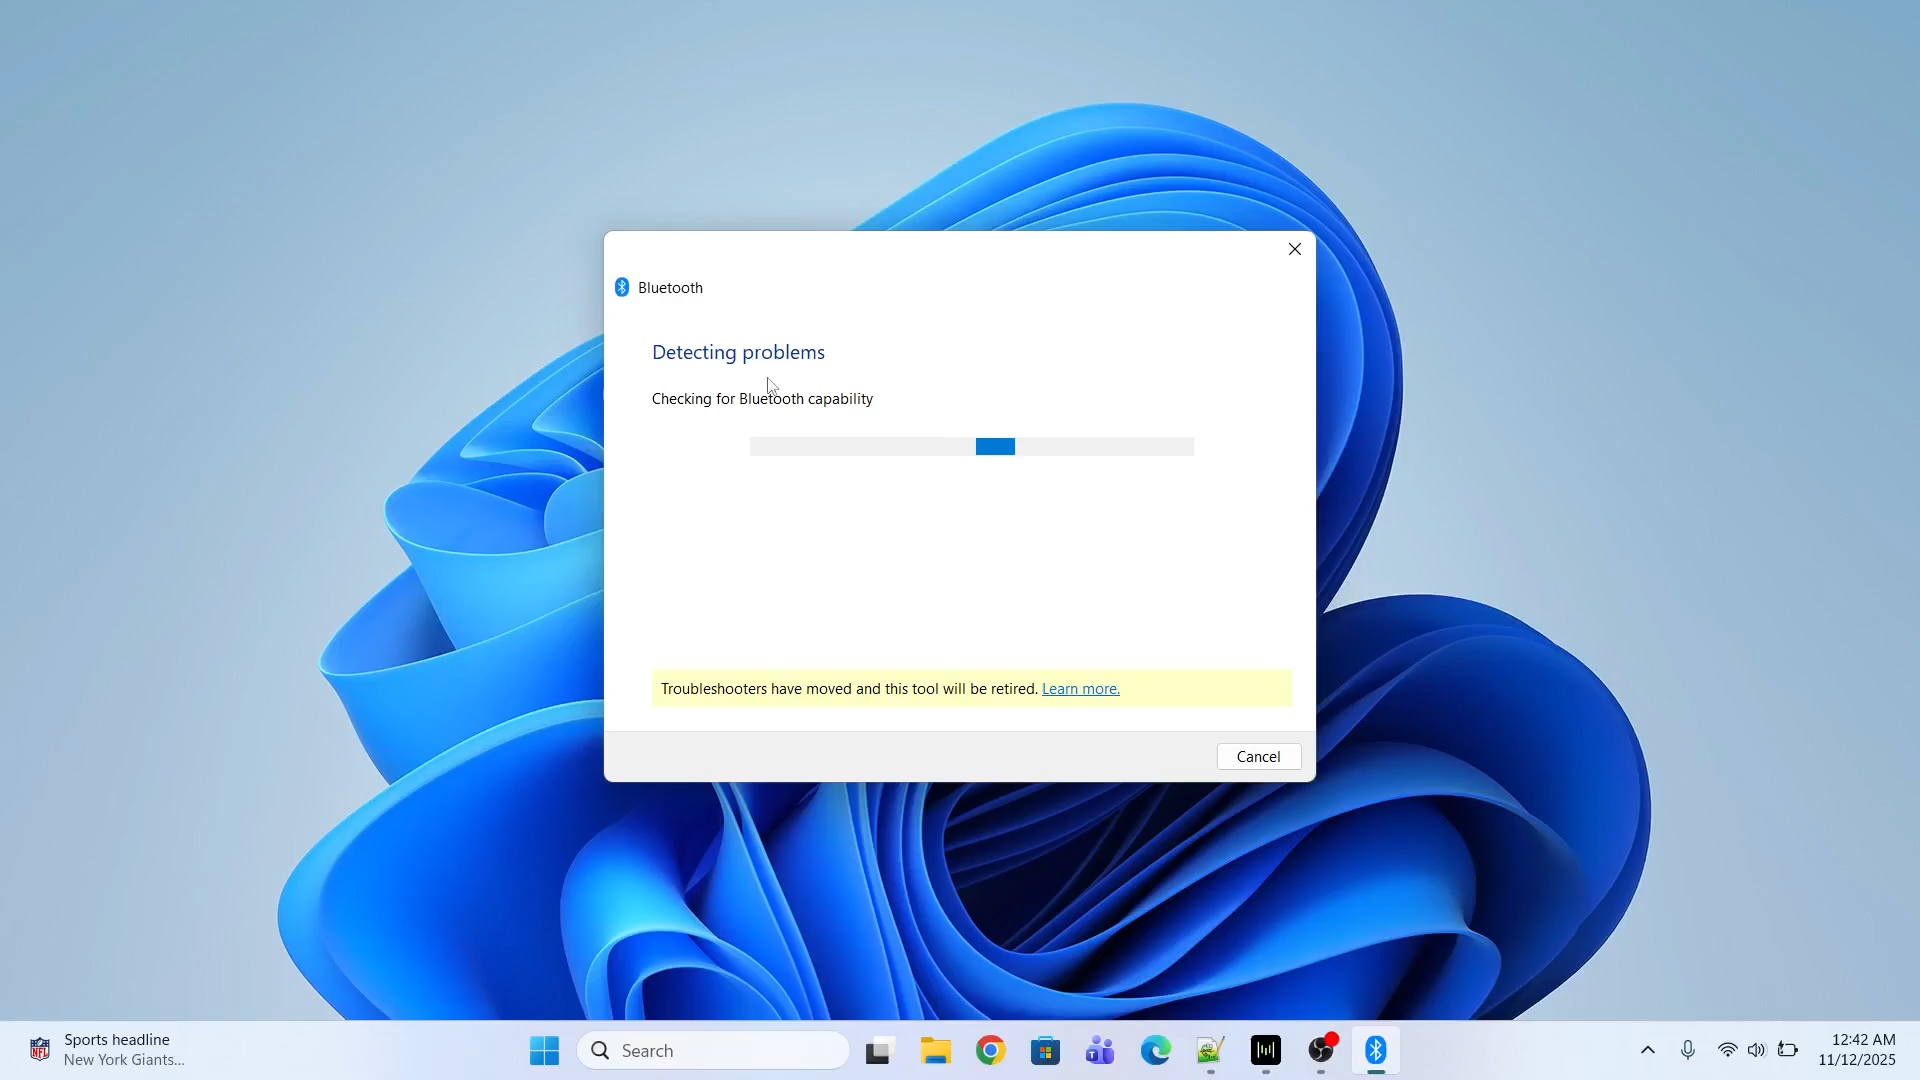 Bluetooth
Detecting problems
Checking for Bluetooth capability
Troubleshooters have moved and this tool will be retired. Learn more.
Cancel
Sports headline
New York Giants...
Search
12:42 AM
11/12/2025